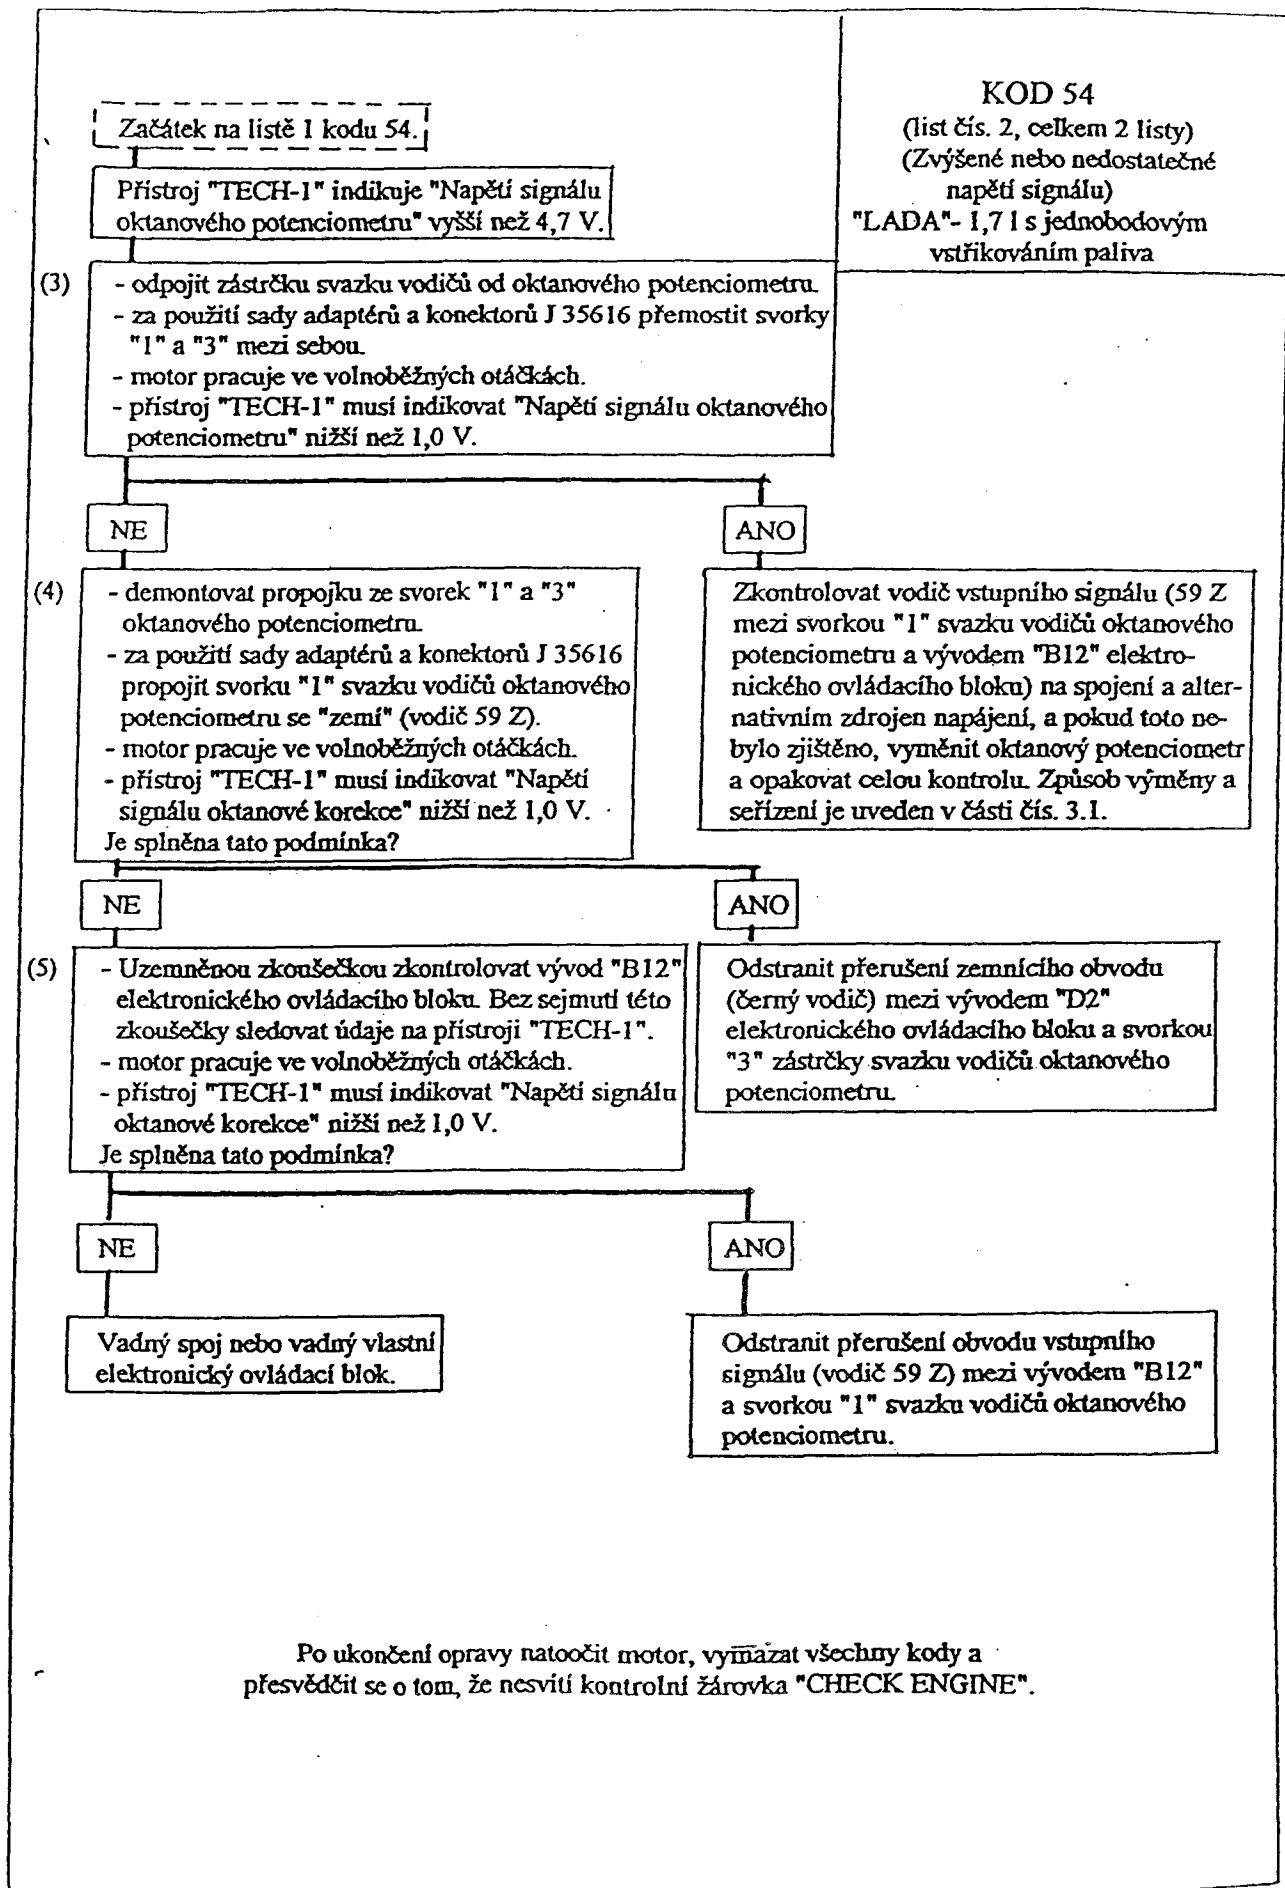 KOD 54
(list čís. 2, celkem 2 listy)
(Zvýšené nebo nedostatečné
napětí signálu)
"LADA"- 1,7 l s jednobodovým
vstřikováním paliva
Začátek na listě 1 kodu 54.
Přístroj "TECH-1" indikuje "Napětí signálu
oktanového potenciometru" vyšší než 4,7 V.
(3)
- odpojit zástrčku svazku vodičů od oktanového potenciometru.
- za použití sady adaptérů a konektorů J 35616 přemostit svorky
"1" a "3" mezi sebou.
- motor pracuje ve volnoběžných otáčkách.
- přístroj "TECH-1" musí indikovat "Napětí signálu oktanového
potenciometru" nižší než 1,0 V.
NE
ANO
(4)
- demontovat propojku ze svorek "1" a "3"
oktanového potenciometru.
- za použití sady adaptérů a konektorů J 35616
propojit svorku "1" svazku vodičů oktanového
potenciometru se "zemí" (vodič 59 Z).
- motor pracuje ve volnoběžných otáčkách.
- přístroj "TECH-1" musí indikovat "Napětí
signálu oktanové korekce" nižší než 1,0 V.
Je splněna tato podmínka?
Zkontrolovat vodič vstupního signálu (59 Z
mezi svorkou "1" svazku vodičů oktanového
potenciometru a vývodem "B12" elektro-
nického ovládacího bloku) na spojení a alter-
nativním zdrojen napájení, a pokud toto ne-
bylo zjištěno, vyměnit oktanový potenciometr
a opakovat celou kontrolu. Způsob výměny a
seřízení je uveden v části čís. 3.1.
NE
ANO
(5)
- Uzemněnou zkoušečkou zkontrolovat vývod "B12"
elektronického ovládacího bloku. Bez sejmutí této
zkoušečky sledovat údaje na přístroji "TECH-1".
- motor pracuje ve volnoběžných otáčkách.
- přístroj "TECH-1" musí indikovat "Napětí signálu
oktanové korekce" nižší než 1,0 V.
Je splněna tato podmínka?
Odstranit přerušení zemnícího obvodu
(černý vodič) mezi vývodem "D2"
elektronického ovládacího bloku a svorkou
"3" zástrčky svazku vodičů oktanového
potenciometru.
NE
ANO
Vadný spoj nebo vadný vlastní
elektronický ovládací blok.
Odstranit přerušení obvodu vstupního
signálu (vodič 59 Z) mezi vývodem "B12"
a svorkou "1" svazku vodičů oktanového
potenciometru.
Po ukončení opravy natoočit motor, vymazat všechny kody a
přesvědčit se o tom, že nesvítí kontrolní žárovka "CHECK ENGINE".